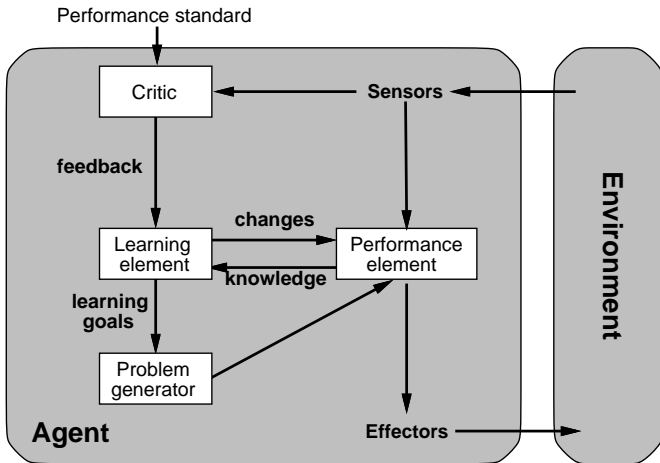 Performance standard
Critic
Sensors
feedback
changes
Learning
element
Performance
element
knowledge
learning
goals
Problem
generator
Agent
Effectors
Environment